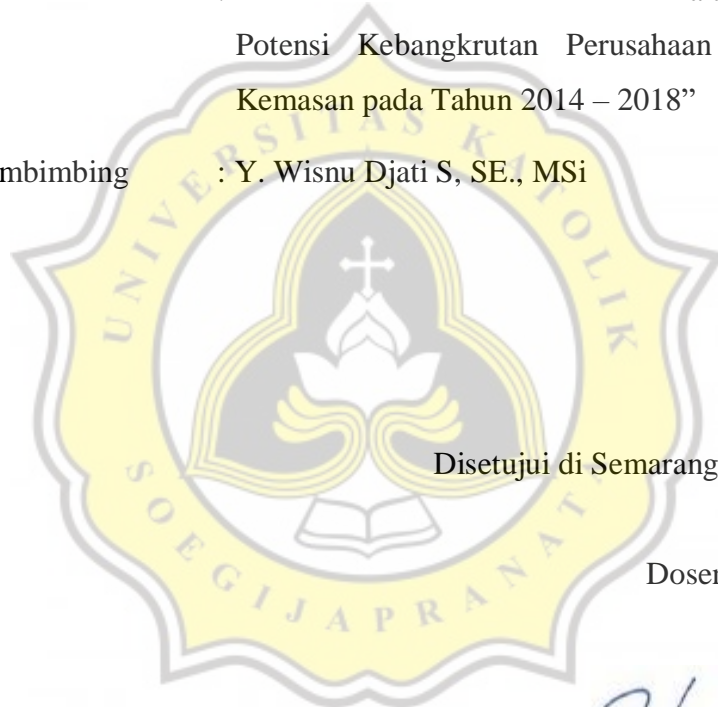 Potensi Kebangkrutan Perusahaan
Kemasan pada Tahun 2014 – 2018”
mbimbing : Y. Wisnu Djati S, SE., MSi
UNIVERSITAS KATOLIK
SOEGIJAPRANATA
Disetujui di Semarang
Dosen